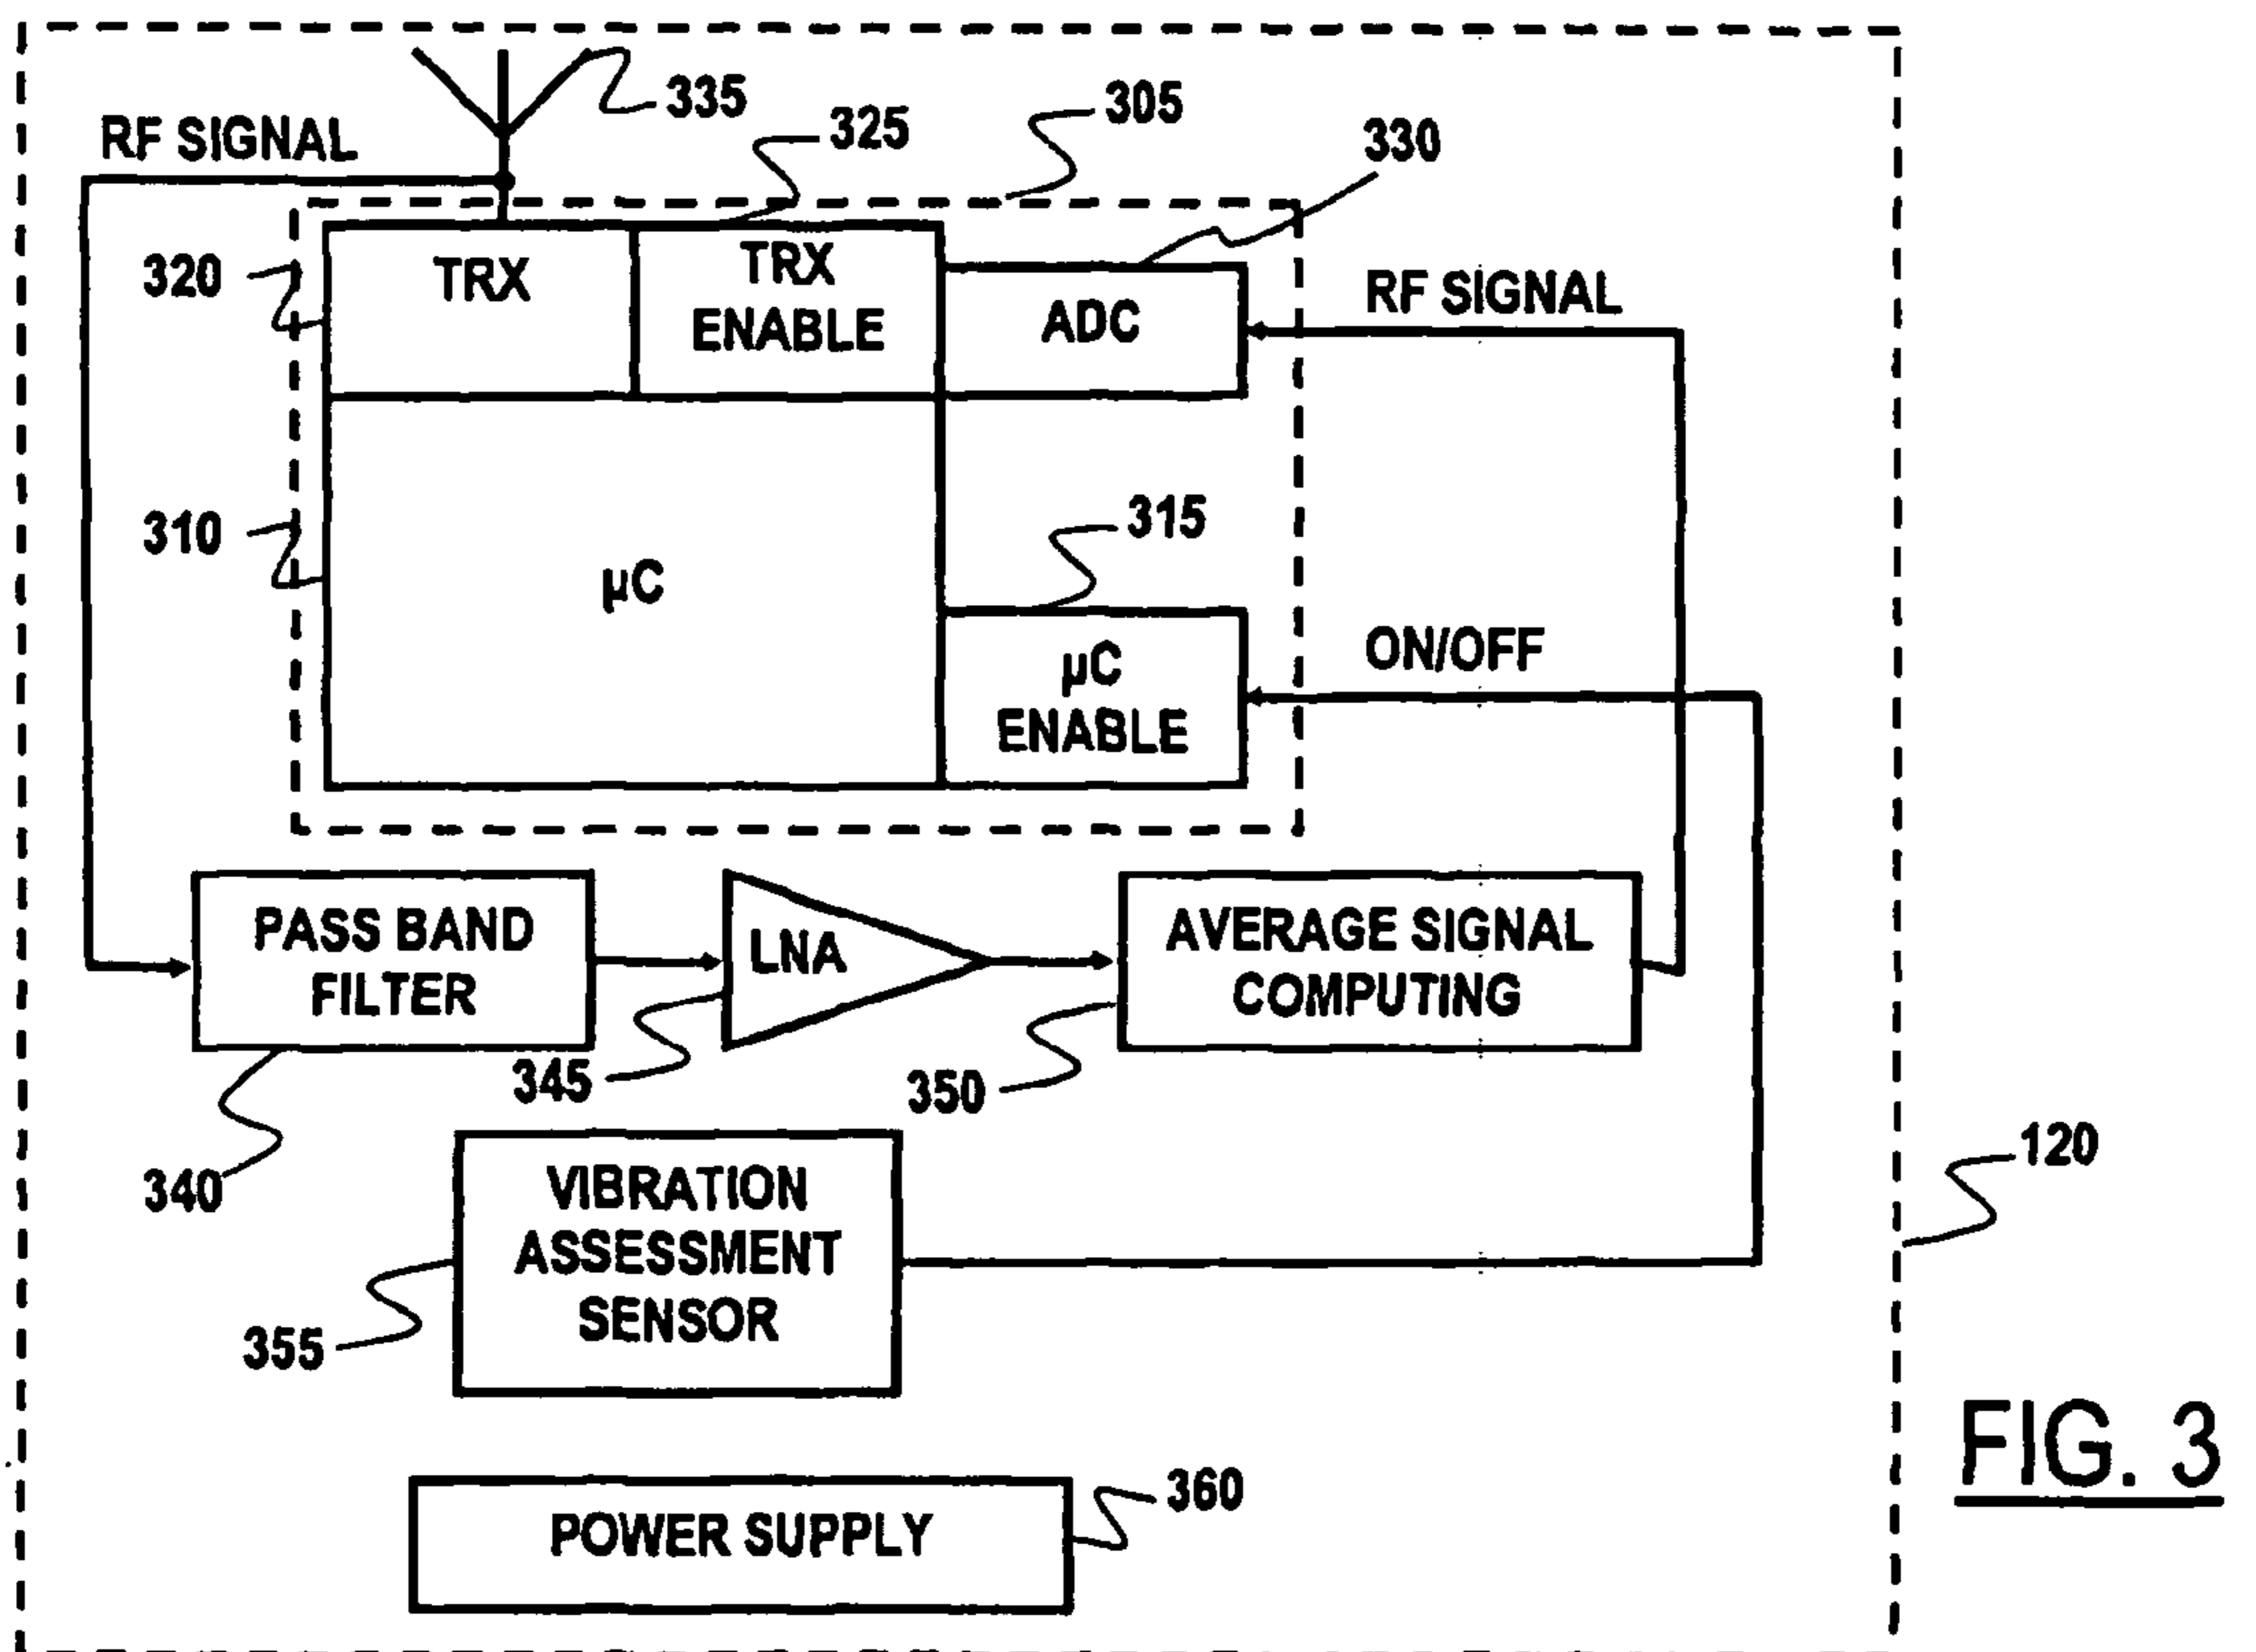 335
325
305
330
RF SIGNAL
320
TRX
TRX
ENABLE
ADC
RF SIGNAL
310
µC
315
µC
ENABLE
ON/OFF
PASS BAND
FILTER
LNA
AVERAGE SIGNAL
COMPUTING
345
350
340
VIBRATION
ASSESSMENT
SENSOR
120
355
FIG. 3
POWER SUPPLY
360